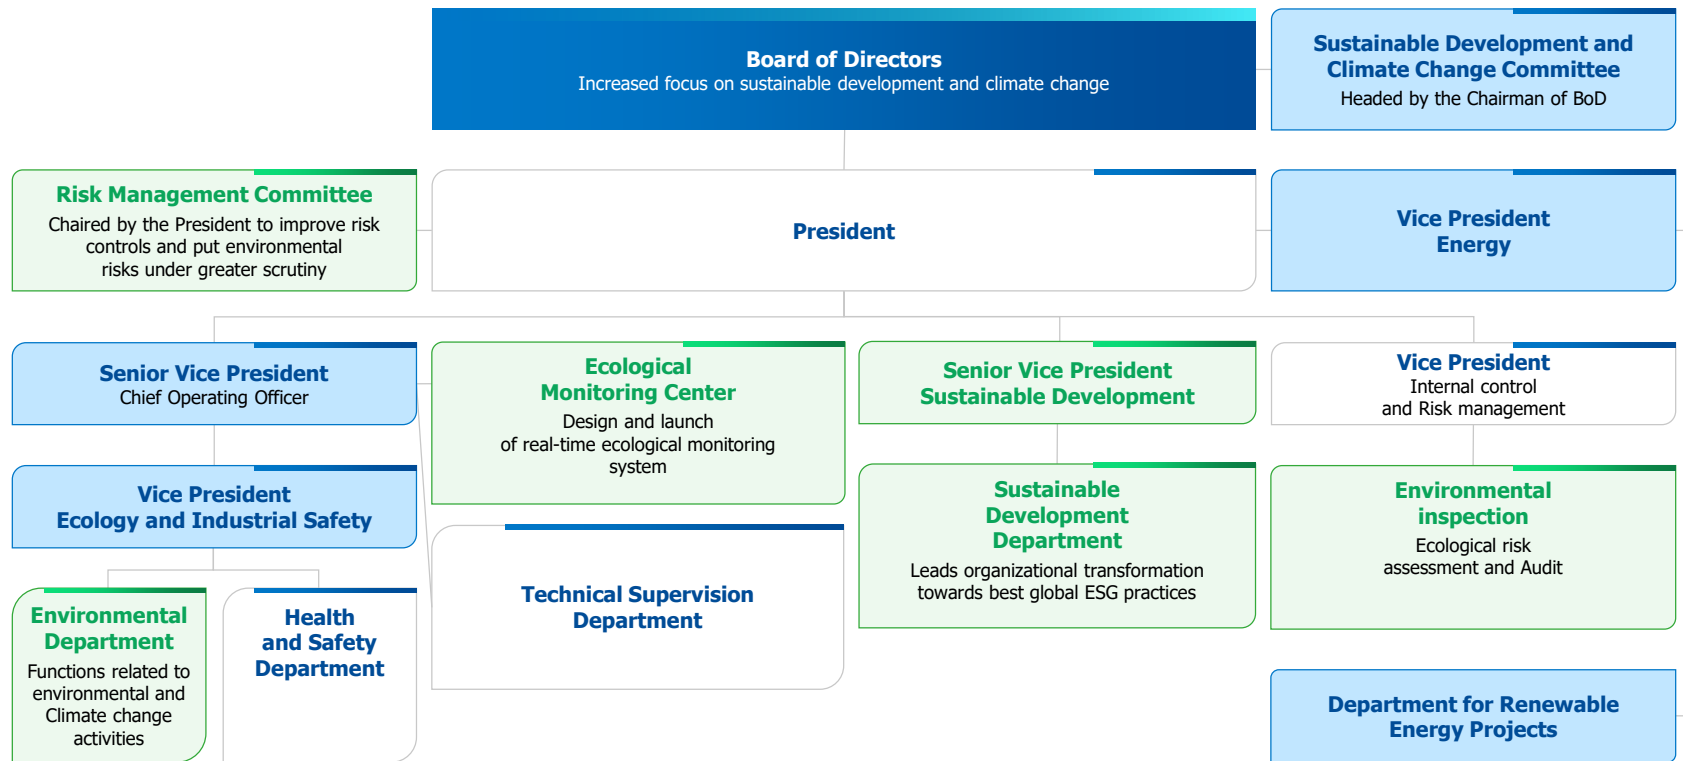 Board of Directors
Increased focus on sustainable development and climate change
Sustainable Development and
Climate Change Committee
Headed by the Chairman of BoD
Risk Management Committee
Chaired by the President to improve risk
controls and put environmental
risks under greater scrutiny
President
Vice President
Energy
Senior Vice President
Chief Operating Officer
Ecological
Monitoring Center
Design and launch
of real-time ecological monitoring
system
Senior Vice President
Sustainable Development
Vice President
Internal control
and Risk management
Vice President
Ecology and Industrial Safety
Sustainable
Development
Department
Leads organizational transformation
towards best global ESG practices
Environmental
inspection
Ecological risk
assessment and Audit
Technical Supervision
Department
Environmental
Department
Functions related to
environmental and
Climate change
activities
Health
and Safety
Department
Department for Renewable
Energy Projects